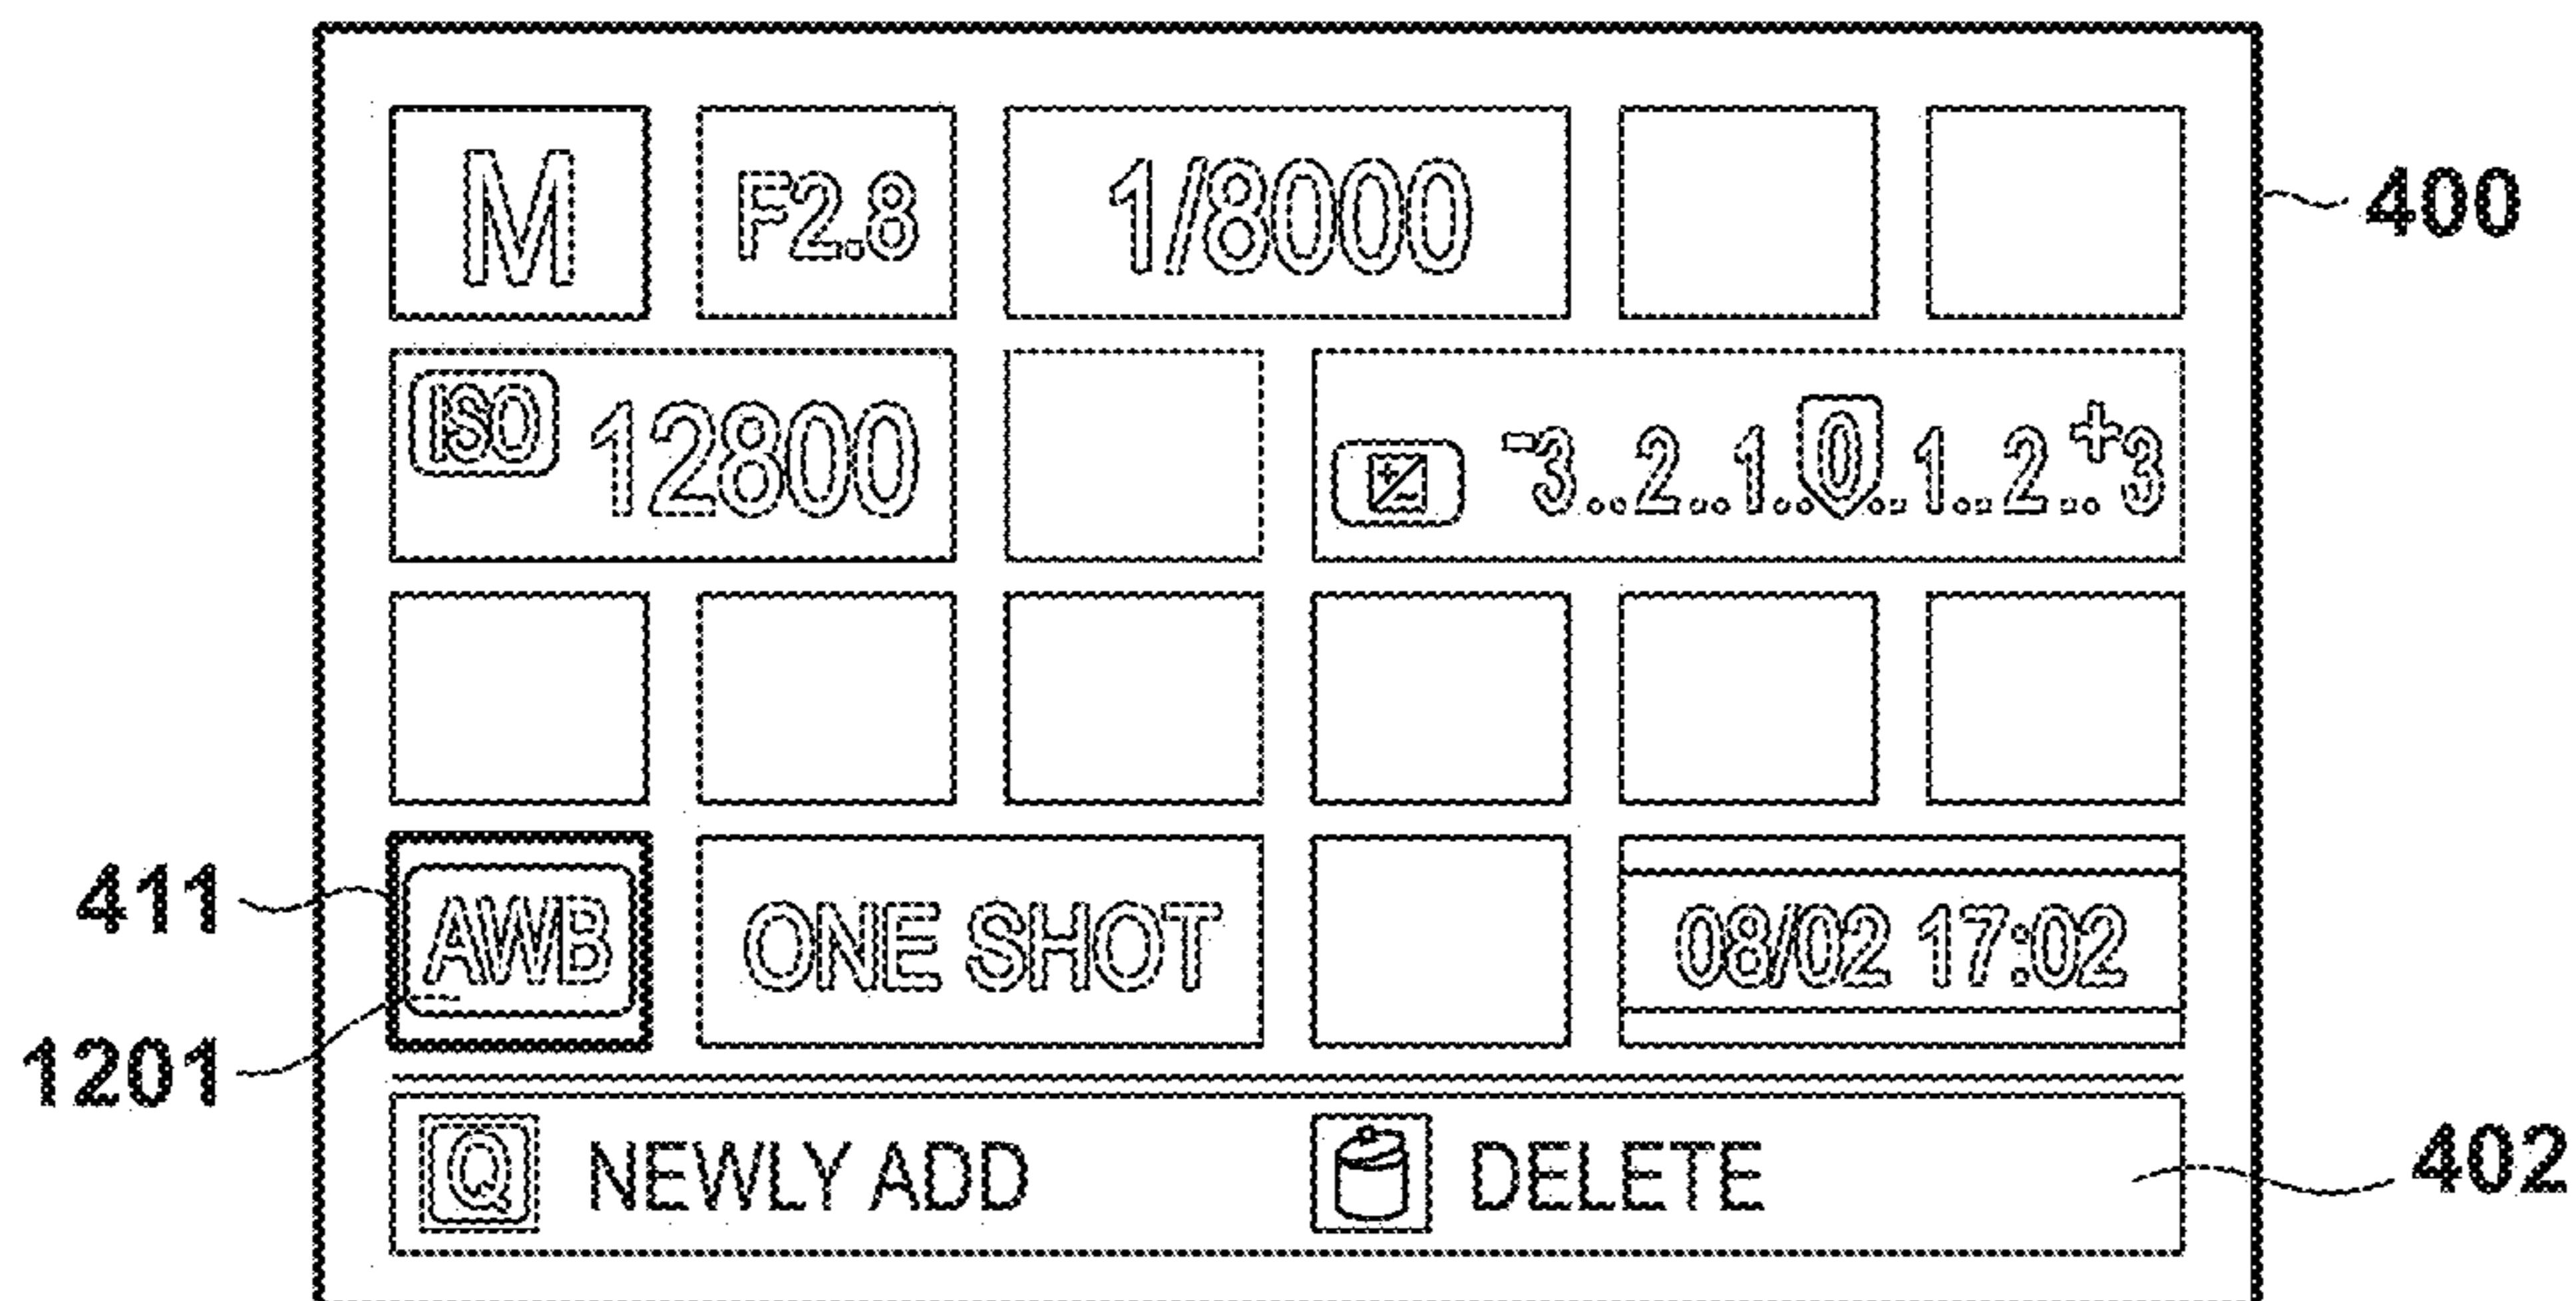 M F2.8 1/8000
400
ISO 12800 -3..2..1..0..1..2..+3
411 AWB ONE SHOT 08/02 17:02
1201
Q NEWLY ADD DELETE
402